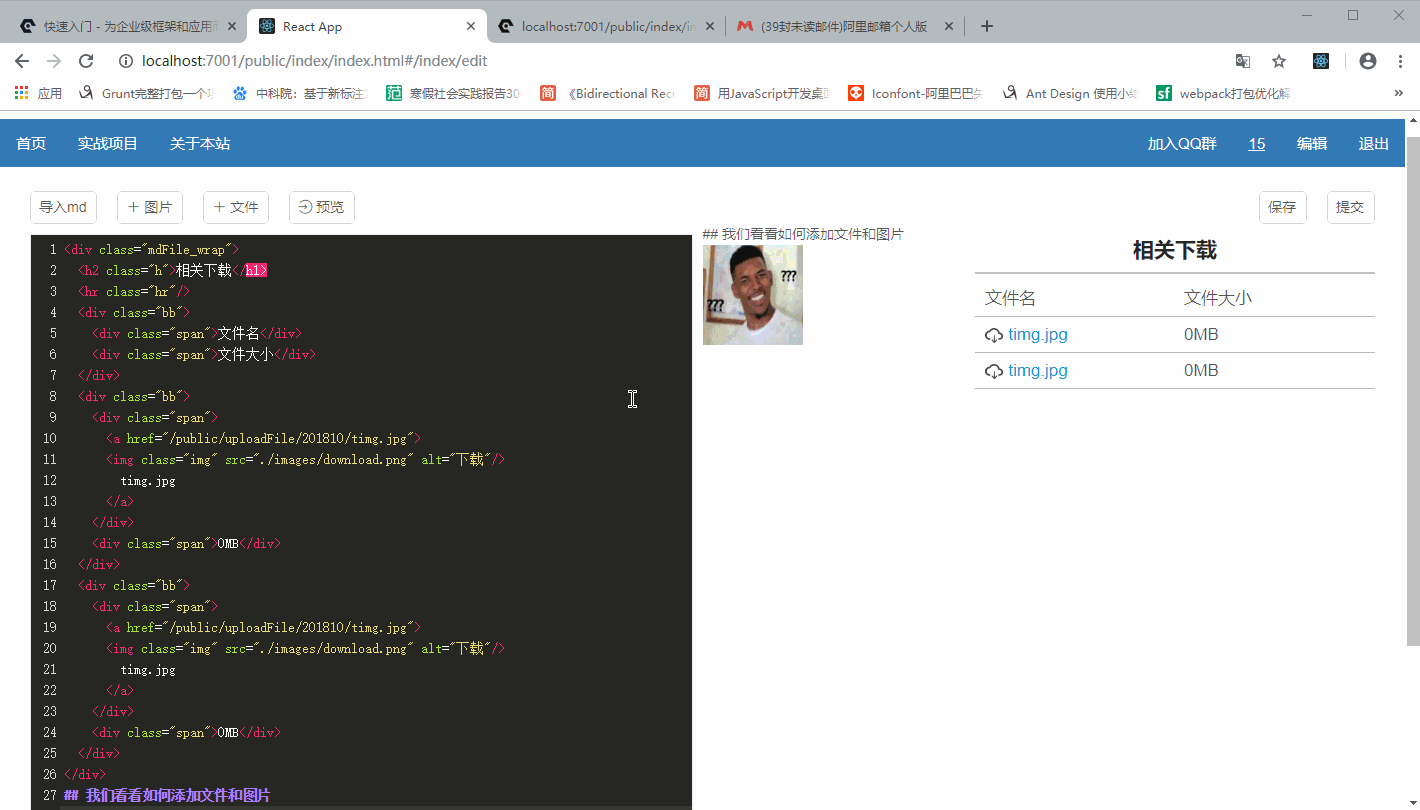 快速入门 - 为企业级框架和应用
React App
localhost:7001/public/index/in
(39封未读邮件)阿里邮箱个人版
localhost:7001/public/index/index.html#/index/edit
应用
Grunt完整打包一个
中科院：基于新标注
范 寒假社会实践报告30
简 《Bidirectional Rec
简 用JavaScript开发桌
Iconfont-阿里巴巴矢
Ant Design 使用小
sf webpack打包优化解
»
首页 实战项目 关于本站 加入QQ群 15 编辑 退出
导入md + 图片 + 文件 预览 保存 提交
1 <div class="mdFile_wrap">
2 <h2 class="h">相关下载</h1>
3 <hr class="hr"/>
4 <div class="bb">
5 <div class="span">文件名</div>
6 <div class="span">文件大小</div>
7 </div>
8 <div class="bb">
9 <div class="span">
10 <a href="/public/uploadFile/201810/timg.jpg">
11 <img class="img" src="./images/download.png" alt="下载"/>
12 timg.jpg
13 </a>
14 </div>
15 <div class="span">0MB</div>
16 </div>
17 <div class="bb">
18 <div class="span">
19 <a href="/public/uploadFile/201810/timg.jpg">
20 <img class="img" src="./images/download.png" alt="下载"/>
21 timg.jpg
22 </a>
23 </div>
24 <div class="span">0MB</div>
25 </div>
26 </div>
27 ## 我们看看如何添加文件和图片
## 我们看看如何添加文件和图片
???
???
相关下载
文件名 文件大小
timg.jpg 0MB
timg.jpg 0MB